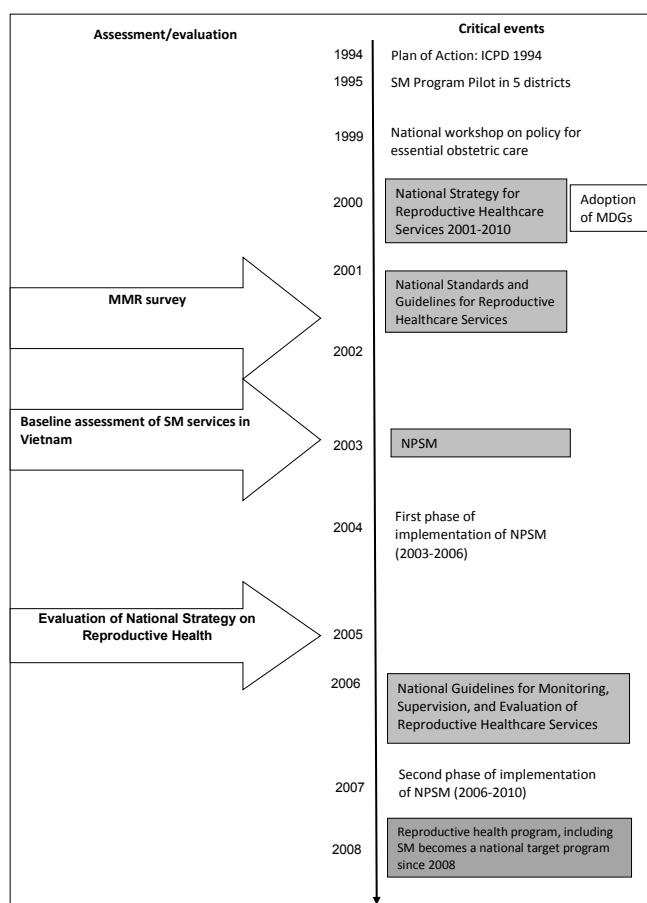 Assessment/evaluation
Critical events
1994
Plan of Action: ICPD 1994
1995
SM Program Pilot in 5 districts
1999
National workshop on policy for
essential obstetric care
2000
National Strategy for
Reproductive Healthcare
Services 2001-2010
Adoption
of MDGs
2001
MMR survey
National Standards and
Guidelines for Reproductive
Healthcare Services
2002
Baseline assessment of SM services in
Vietnam
2003
NPSM
2004
First phase of
implementation of NPSM
(2003-2006)
Evaluation of National Strategy on
Reproductive Health
2005
2006
National Guidelines for Monitoring,
Supervision, and Evaluation of
Reproductive Healthcare Services
2007
Second phase of implementation
of NPSM (2006-2010)
2008
Reproductive health program, including
SM becomes a national target program
since 2008